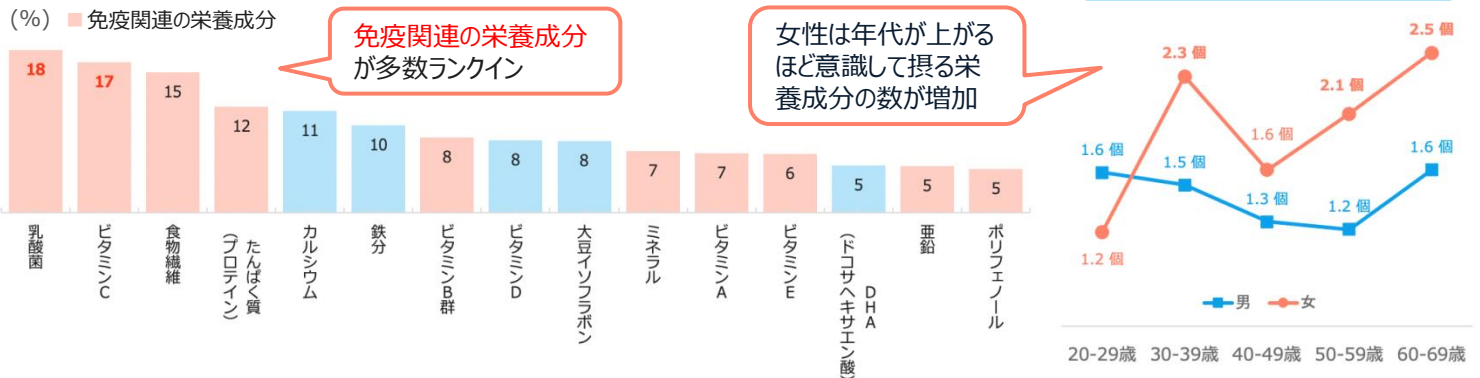 (%)
免疫関連の栄養成分
免疫関連の栄養成分
が多数ランクイン
18
17
15
12
11
10
8
8
8
7
7
6
5
5
5
乳酸菌
ビタミンC
食物繊維
たんぱく質
(プロテイン)
カルシウム
鉄分
ビタミンB群
ビタミンD
大豆イソフラボン
ミネラル
ビタミンA
ビタミンE
DHA
(ドコサヘキサエン酸)
亜鉛
ポリフェノール
女性は年代が上がる
ほど意識して摂る栄
養成分の数が増加
1.6 個
1.5 個
1.3 個
1.2 個
1.6 個
1.2 個
2.3 個
1.6 個
2.1 個
2.5 個
男
女
20-29歳 30-39歳 40-49歳 50-59歳 60-69歳